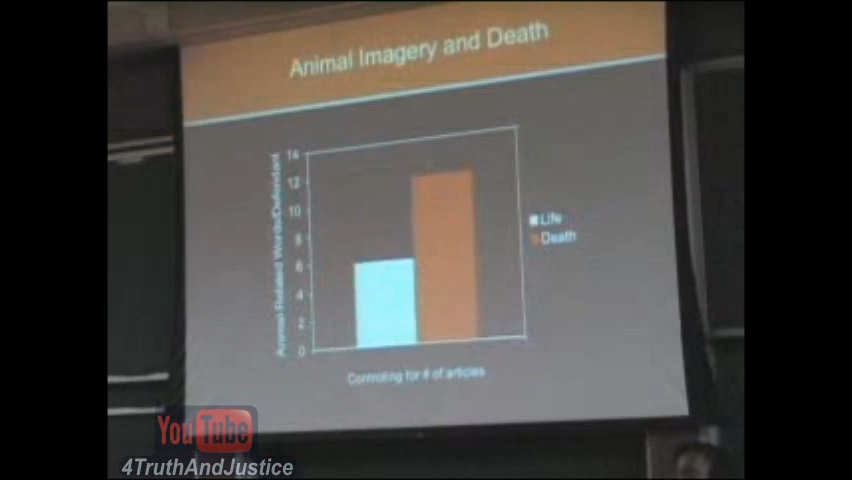 Animal Imagery and Death
Animal Related Words/Defendant
14
12
10
8
6
4
2
0
Life
Death
Controlling for # of articles
YouTube
4TruthAndJustice